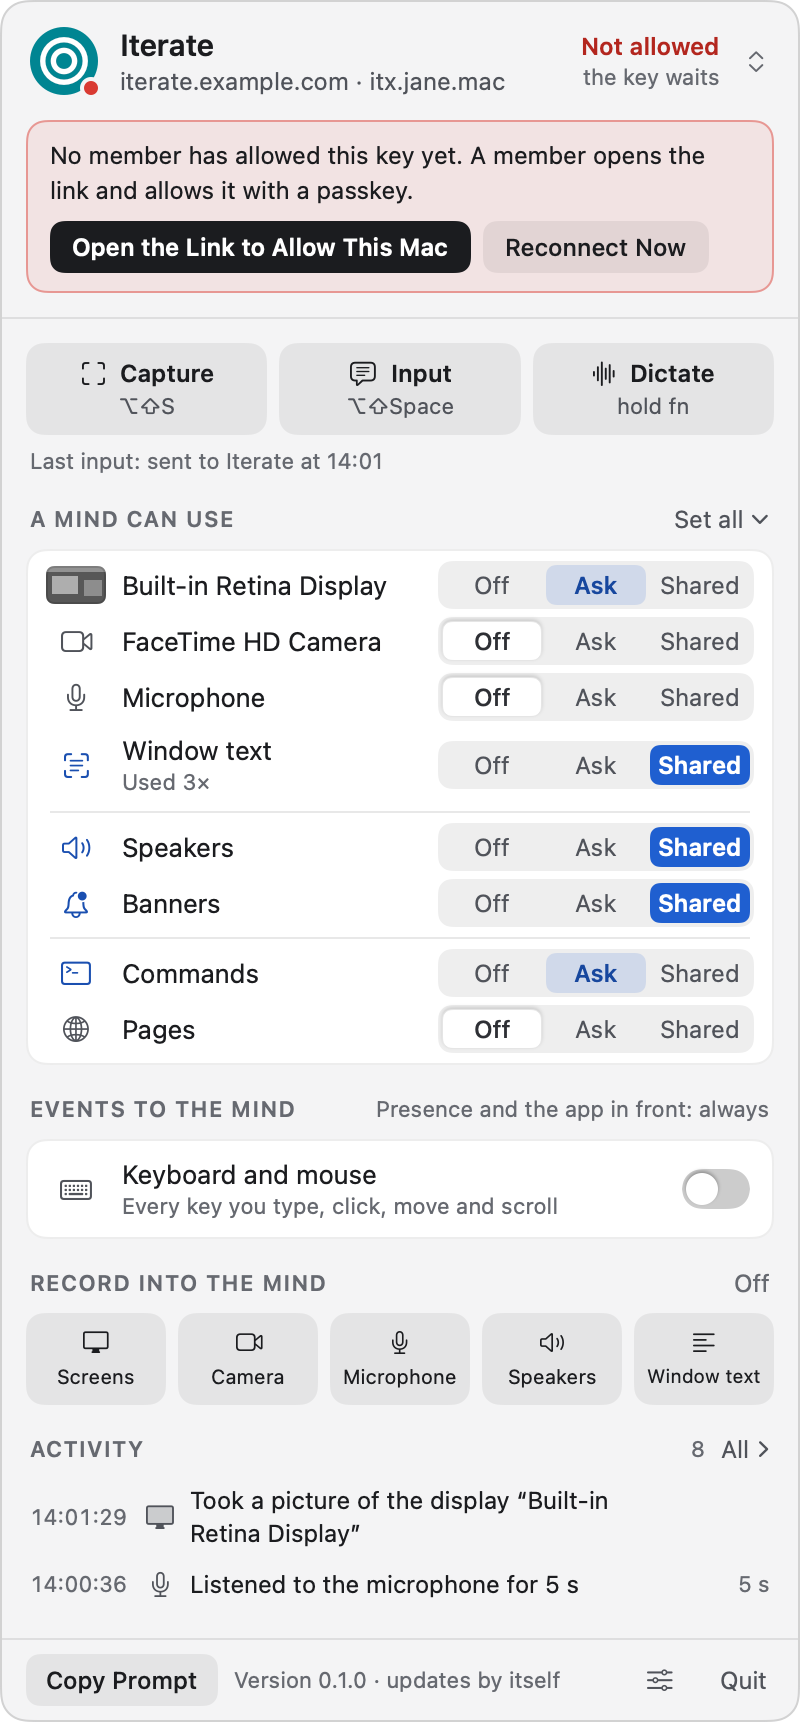 Iterate
iterate.example.com · itx.jane.mac
Not allowed
the key waits
No member has allowed this key yet. A member opens the
link and allows it with a passkey.
Open the Link to Allow This Mac
Reconnect Now
Capture
⌥⇧S
Input
⌥⇧Space
Dictate
hold fn
Last input: sent to Iterate at 14:01
A MIND CAN USE
Set all
Built-in Retina Display Off Ask Shared
FaceTime HD Camera Off Ask Shared
Microphone Off Ask Shared
Window text Off Ask Shared
Used 3×
Speakers Off Ask Shared
Banners Off Ask Shared
Commands Off Ask Shared
Pages Off Ask Shared
EVENTS TO THE MIND
Presence and the app in front: always
Keyboard and mouse
Every key you type, click, move and scroll
RECORD INTO THE MIND
Off
Screens
Camera
Microphone
Speakers
Window text
ACTIVITY
8 All
14:01:29 Took a picture of the display “Built-in
Retina Display”
14:00:36 Listened to the microphone for 5 s 5 s
Copy Prompt
Version 0.1.0 · updates by itself
Quit